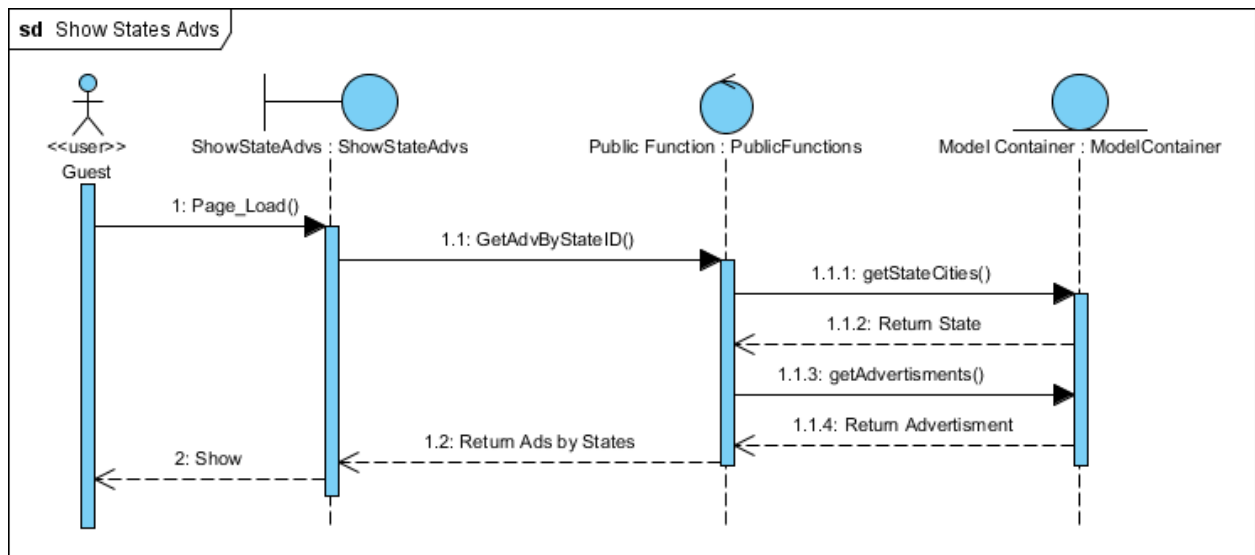 sd Show States Advs
<<user>>
Guest
ShowStateAdvs : ShowStateAdvs
Public Function : PublicFunctions
Model Container : ModelContainer
1: Page_Load()
1.1: GetAdvByStateID()
1.1.1: getStateCities()
1.1.2: Return State
1.1.3: getAdvertisments()
1.1.4: Return Advertisment
1.2: Return Ads by States
2: Show